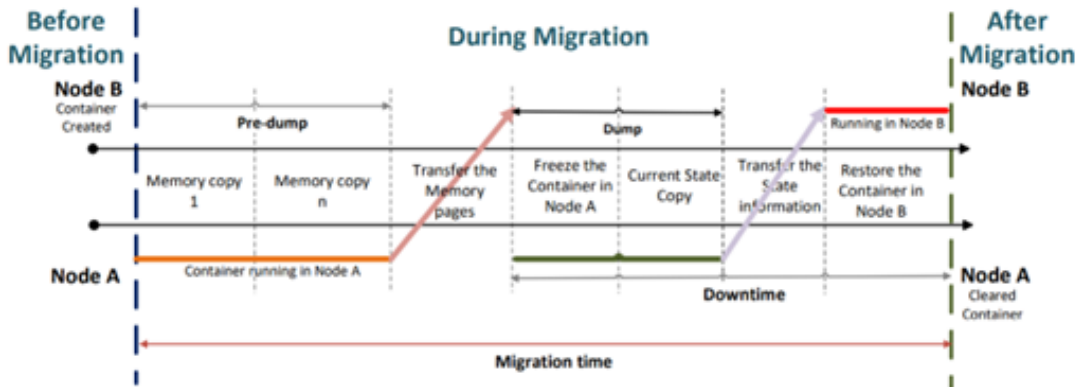 Before
Migration
During Migration
After
Migration
Node B
Container
Created
Node B
Pre-dump
Dump
Running in Node B
Memory copy
1
Memory copy
n
Transfer the
Memory
pages
Freeze the
Container in
Node A
Current State
Copy
Transfer the
State
information
Restore the
Container in
Node B
Node A
Container running in Node A
Node A
Cleared
Container
Downtime
Migration time